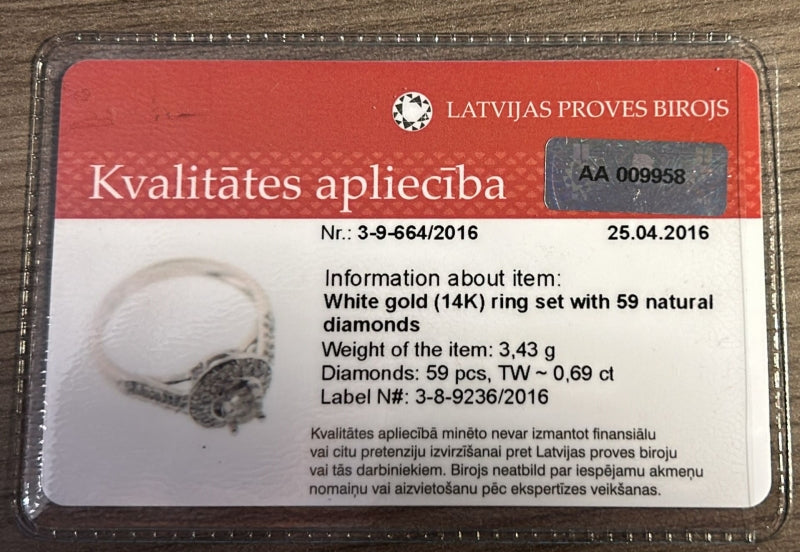 LATVIJAS PROVES BIROJS
Kvalitātes apliecība
AA 009958
Nr.: 3-9-664/2016 25.04.2016
Information about item:
White gold (14K) ring set with 59 natural
diamonds
Weight of the item: 3,43 g
Diamonds: 59 pcs, TW ~ 0,69 ct
Label N#: 3-8-9236/2016
Kvalitātes apliecībā minēto nevar izmantot finansiālu
vai citu pretenziju izvirzīšanai pret Latvijas proves biroju
vai tās darbiniekiem. Birojs neatbild par iespējamu akmeņu
nomaiņu vai aizvietošanu pēc ekspertīzes veikšanas.